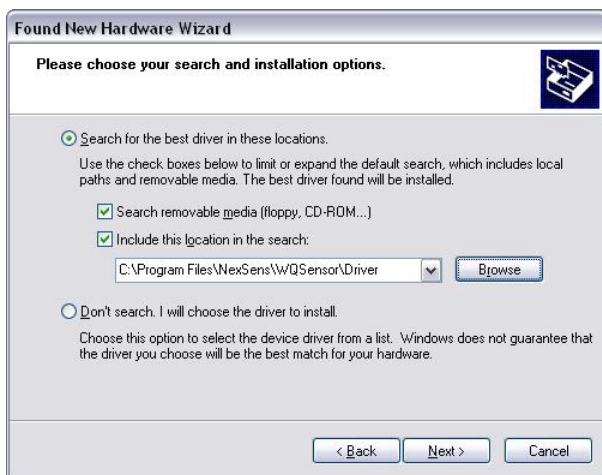 Found New Hardware Wizard
Please choose your search and installation options.
Search for the best driver in these locations.
Use the check boxes below to limit or expand the default search, which includes local
paths and removable media. The best driver found will be installed.
Search removable media (floppy, CD-ROM...)
Include this location in the search:
C:\Program Files\NexSens\WQSensor\Driver
Browse
Don't search. I will choose the driver to install.
Choose this option to select the device driver from a list. Windows does not guarantee that
the driver you choose will be the best match for your hardware.
< Back
Next >
Cancel